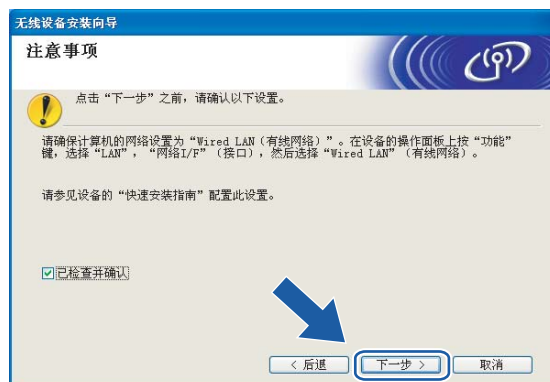 无线设备安装向导
注意事项
点击“下一步”之前，请确认以下设置。
请确保计算机的网络设置为“Wired LAN（有线网络）”。在设备的操作面板上按“功能”
键，选择“LAN”，“网络I/F”（接口），然后选择“Wired LAN”（有线网络）。
请参见设备的“快速安装指南”配置此设置。
已检查并确认
< 后退
下一步 >
取消